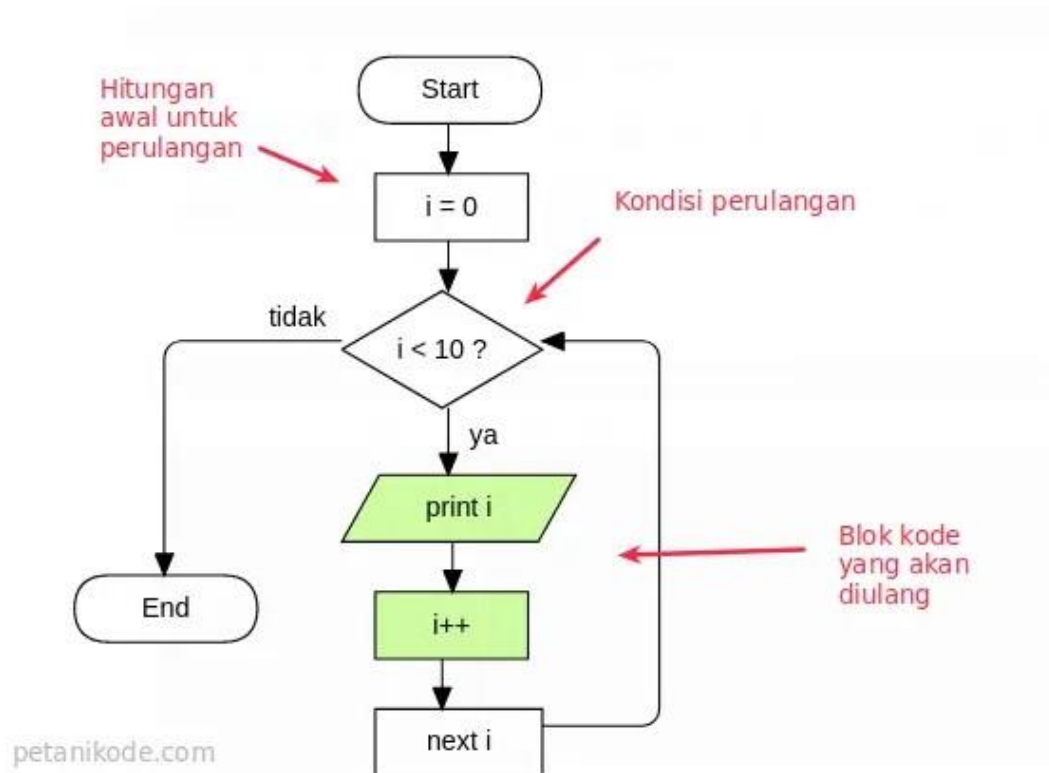 Start
Hitungan
awal untuk
perulangan
i = 0
Kondisi perulangan
tidak
i < 10 ?
ya
print i
Blok kode
yang akan
diulang
End
i++
next i
petanikode.com